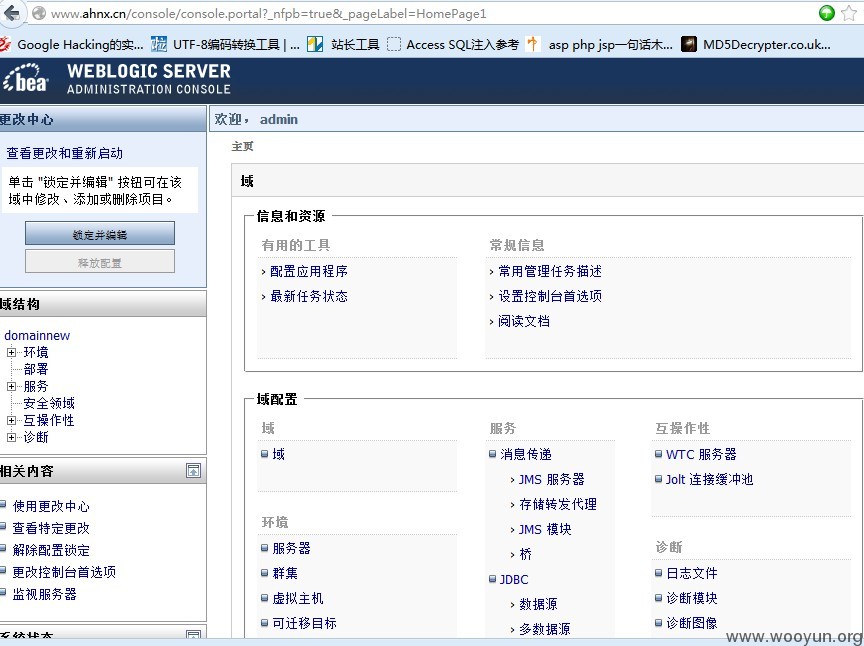 www.ahnx.cn/console/console.portal?_nfpb=true&_pageLabel=HomePage1
Google Hacking的实... UTF-8编码转换工具 | ... 站长工具 Access SQL注入参考 asp php jsp一句话木... MD5Decrypter.co.uk...
bea WEBLOGIC SERVER
ADMINISTRATION CONSOLE
更改中心
查看更改和重新启动
单击 "锁定并编辑" 按钮可在该
域中修改、添加或删除项目。
锁定并编辑
释放配置
域结构
domainnew
环境
部署
服务
安全领域
互操作性
诊断
相关内容
使用更改中心
查看特定更改
解除配置锁定
更改控制台首选项
监视服务器
系统状态
欢迎，admin
主页
域
信息和资源
有用的工具
› 配置应用程序
› 最新任务状态
常规信息
› 常用管理任务描述
› 设置控制台首选项
› 阅读文档
域配置
域
域
环境
服务器
群集
虚拟主机
可迁移目标
服务
消息传递
› JMS 服务器
› 存储转发代理
› JMS 模块
› 桥
JDBC
› 数据源
› 多数据源
互操作性
WTC 服务器
Jolt 连接缓冲池
诊断
日志文件
诊断模块
诊断图像
www.wooyun.org